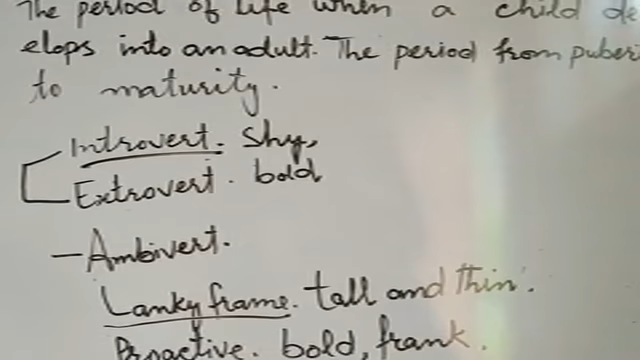 The period of life when a child de
elops into an adult. The period from puber
to maturity.
Introvert. Shy,
Extrovert. bold
- Ambivert.
Lanky frame. tall and thin.
Proactive. bold, frank.